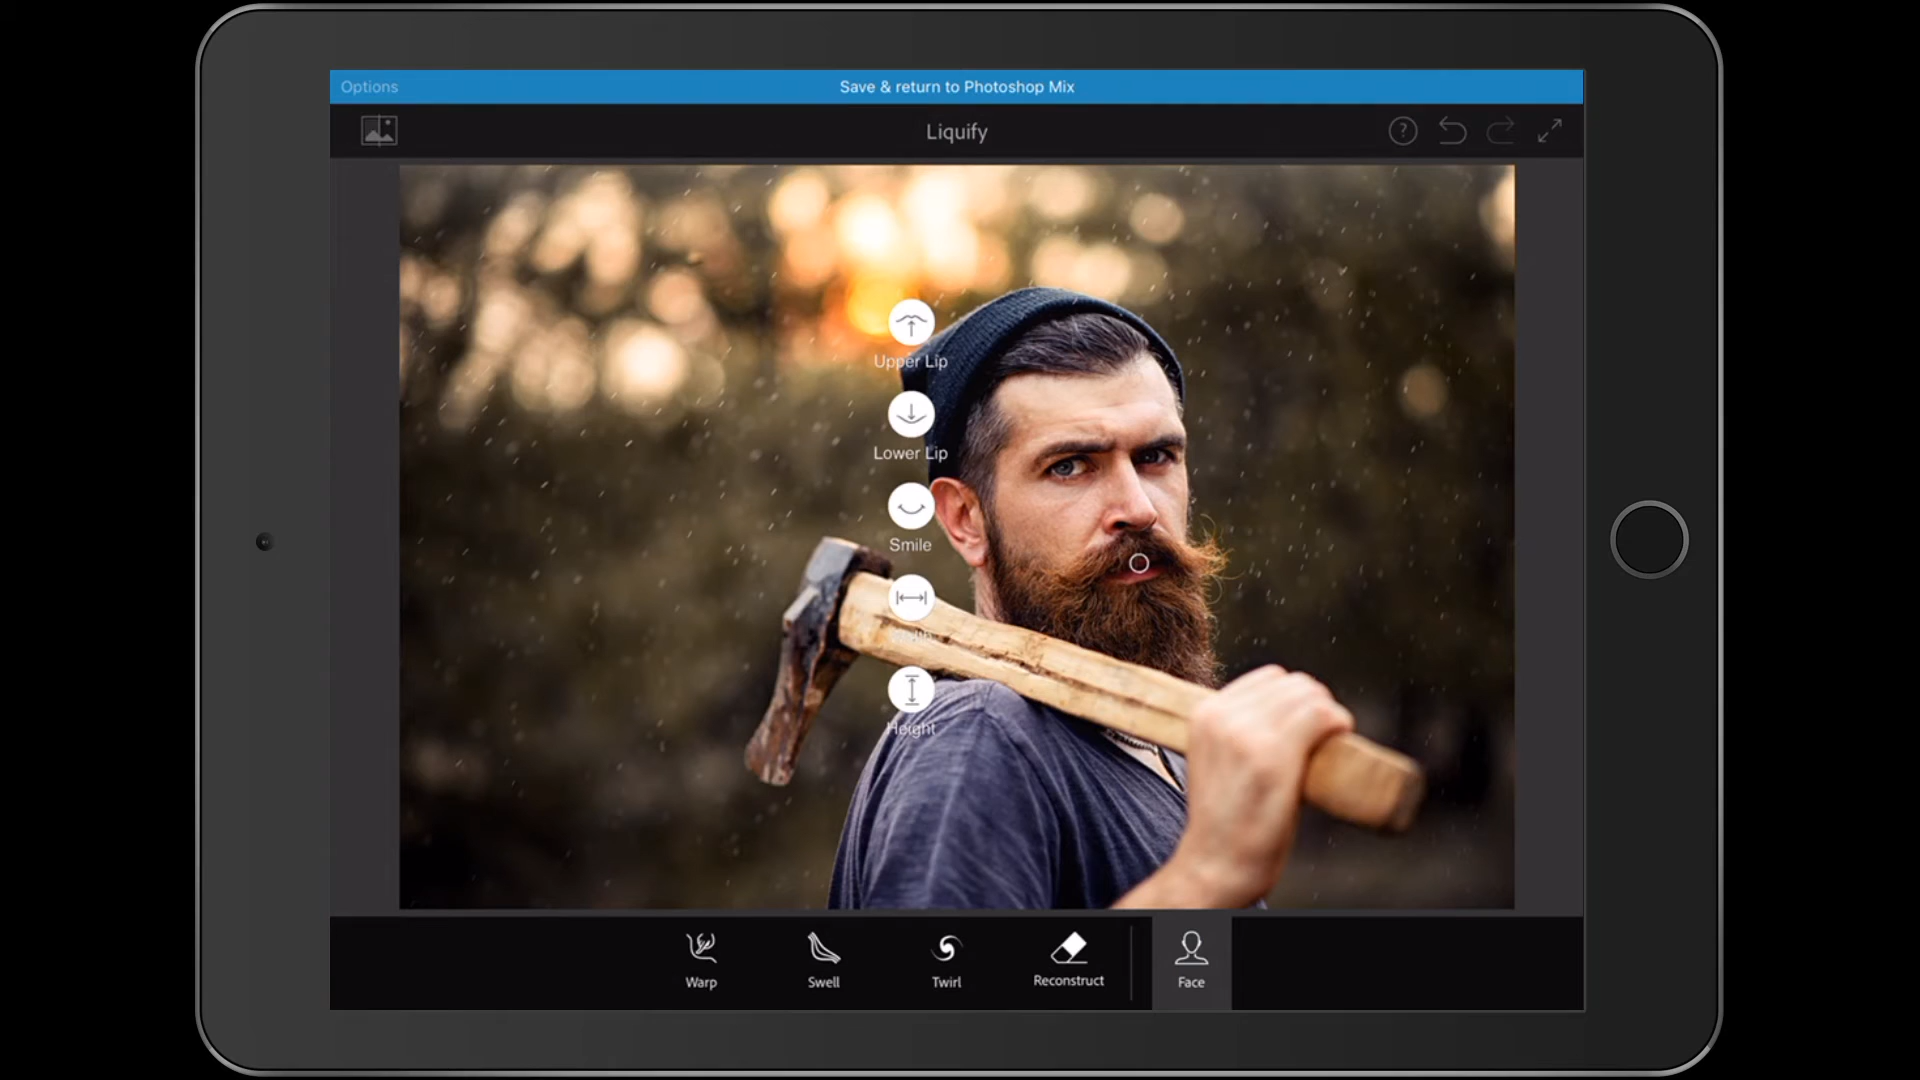 Options
Save & return to Photoshop Mix
Liquify
?
Upper Lip
Lower Lip
Smile
Height
Warp
Swell
Twirl
Reconstruct
Face